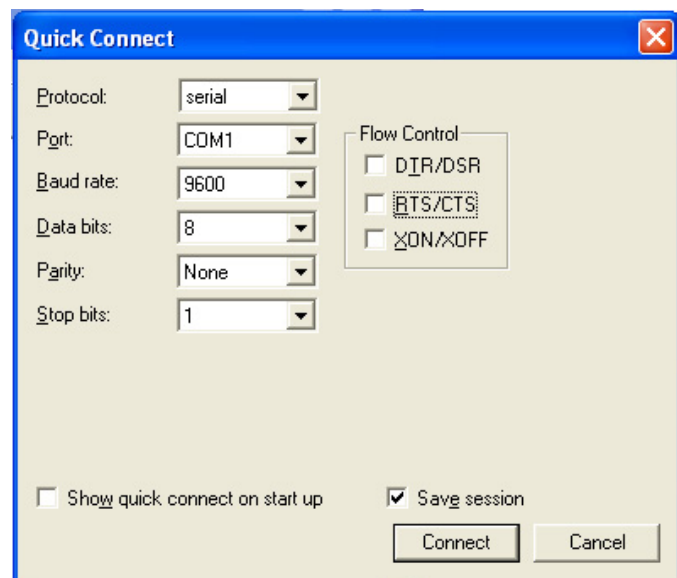 Quick Connect
Protocol: serial
Port: COM1
Baud rate: 9600
Data bits: 8
Parity: None
Stop bits: 1
Flow Control
DTR/DSR
RTS/CTS
XON/XOFF
Show quick connect on start up
Save session
Connect
Cancel